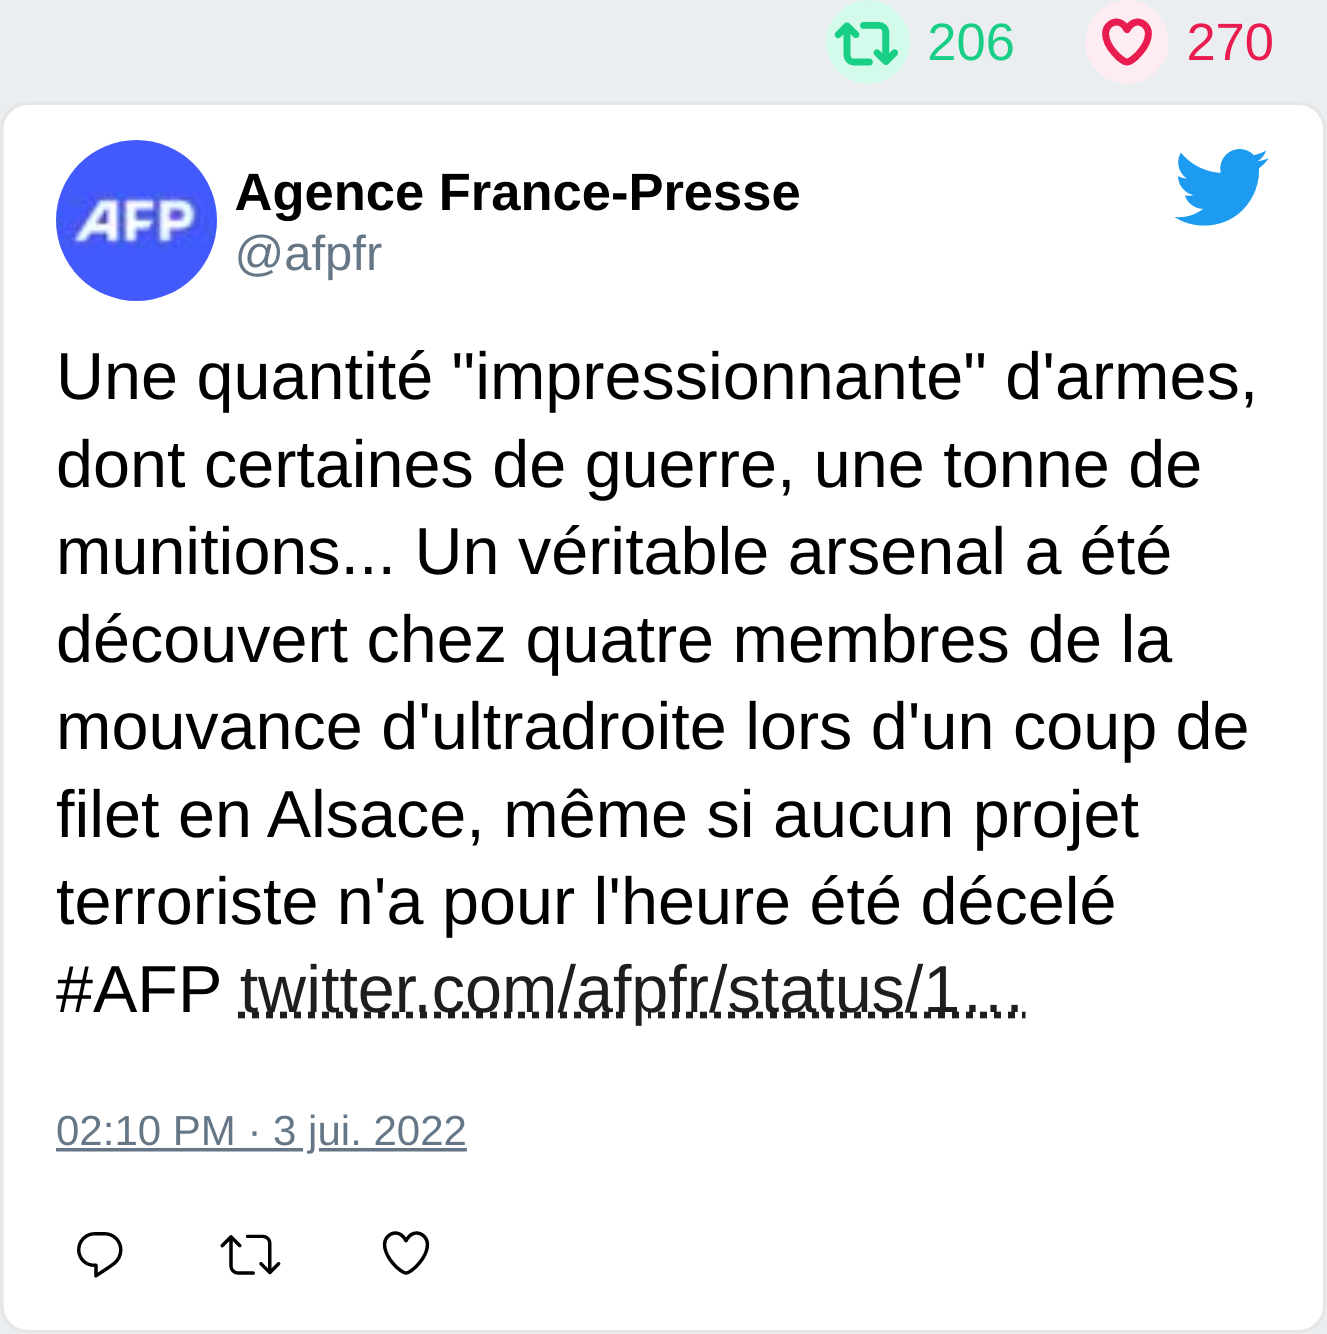 206 270
AFP
Agence France-Presse
@afpfr
Une quantité "impressionnante" d'armes,
dont certaines de guerre, une tonne de
munitions... Un véritable arsenal a été
découvert chez quatre membres de la
mouvance d'ultradroite lors d'un coup de
filet en Alsace, même si aucun projet
terroriste n'a pour l'heure été décelé
#AFP twitter.com/afpfr/status/1…
02:10 PM · 3 jui. 2022